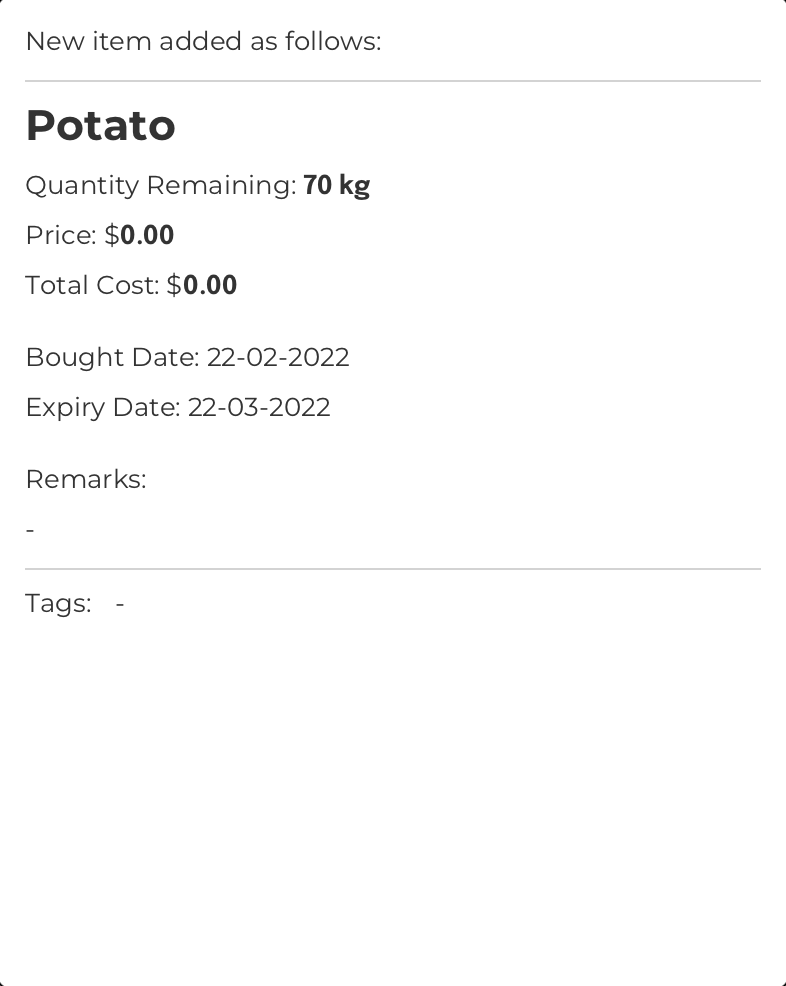 New item added as follows:
Potato
Quantity Remaining: 70 kg
Price: $0.00
Total Cost: $0.00
Bought Date: 22-02-2022
Expiry Date: 22-03-2022
Remarks:
-
Tags: -